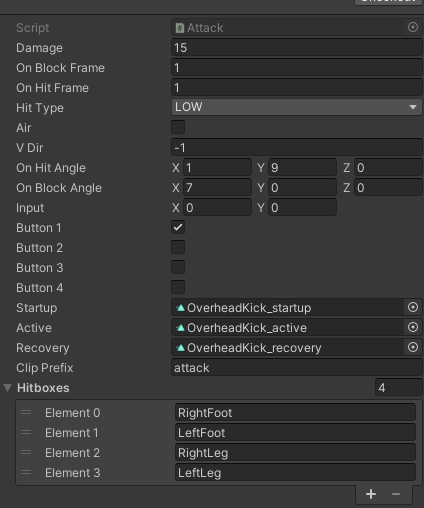 Script Attack
Damage 15
On Block Frame 1
On Hit Frame 1
Hit Type LOW
Air
V Dir -1
On Hit Angle X 1 Y 9 Z 0
On Block Angle X 7 Y 0 Z 0
Input X 0 Y 0
Button 1
Button 2
Button 3
Button 4
Startup OverheadKick_startup
Active OverheadKick_active
Recovery OverheadKick_recovery
Clip Prefix attack
Hitboxes 4
Element 0 RightFoot
Element 1 LeftFoot
Element 2 RightLeg
Element 3 LeftLeg